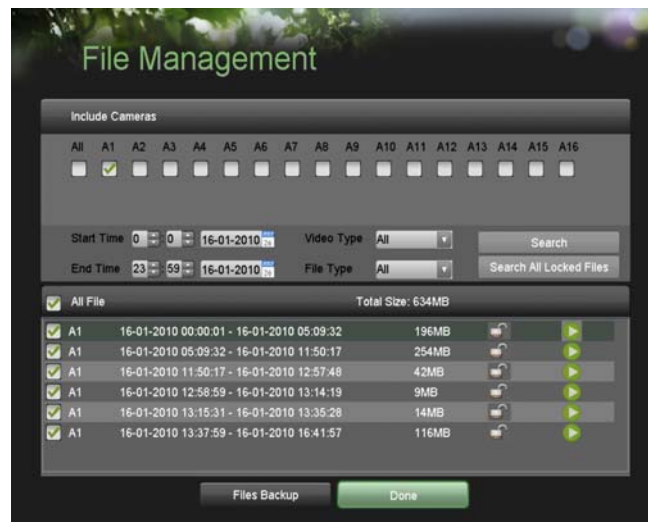 File Management
Include Cameras
All A1 A2 A3 A4 A5 A6 A7 A8 A9 A10 A11 A12 A13 A14 A15 A16
Start Time 0 : 0 16-01-2010 Video Type All Search
End Time 23 : 59 16-01-2010 File Type All Search All Locked Files
All File Total Size: 634MB
A1 16-01-2010 00:00:01 - 16-01-2010 05:09:32 196MB
A1 16-01-2010 05:09:32 - 16-01-2010 11:50:17 254MB
A1 16-01-2010 11:50:17 - 16-01-2010 12:57:48 42MB
A1 16-01-2010 12:58:59 - 16-01-2010 13:14:19 9MB
A1 16-01-2010 13:15:31 - 16-01-2010 13:35:28 14MB
A1 16-01-2010 13:37:59 - 16-01-2010 16:41:57 116MB
Files Backup Done